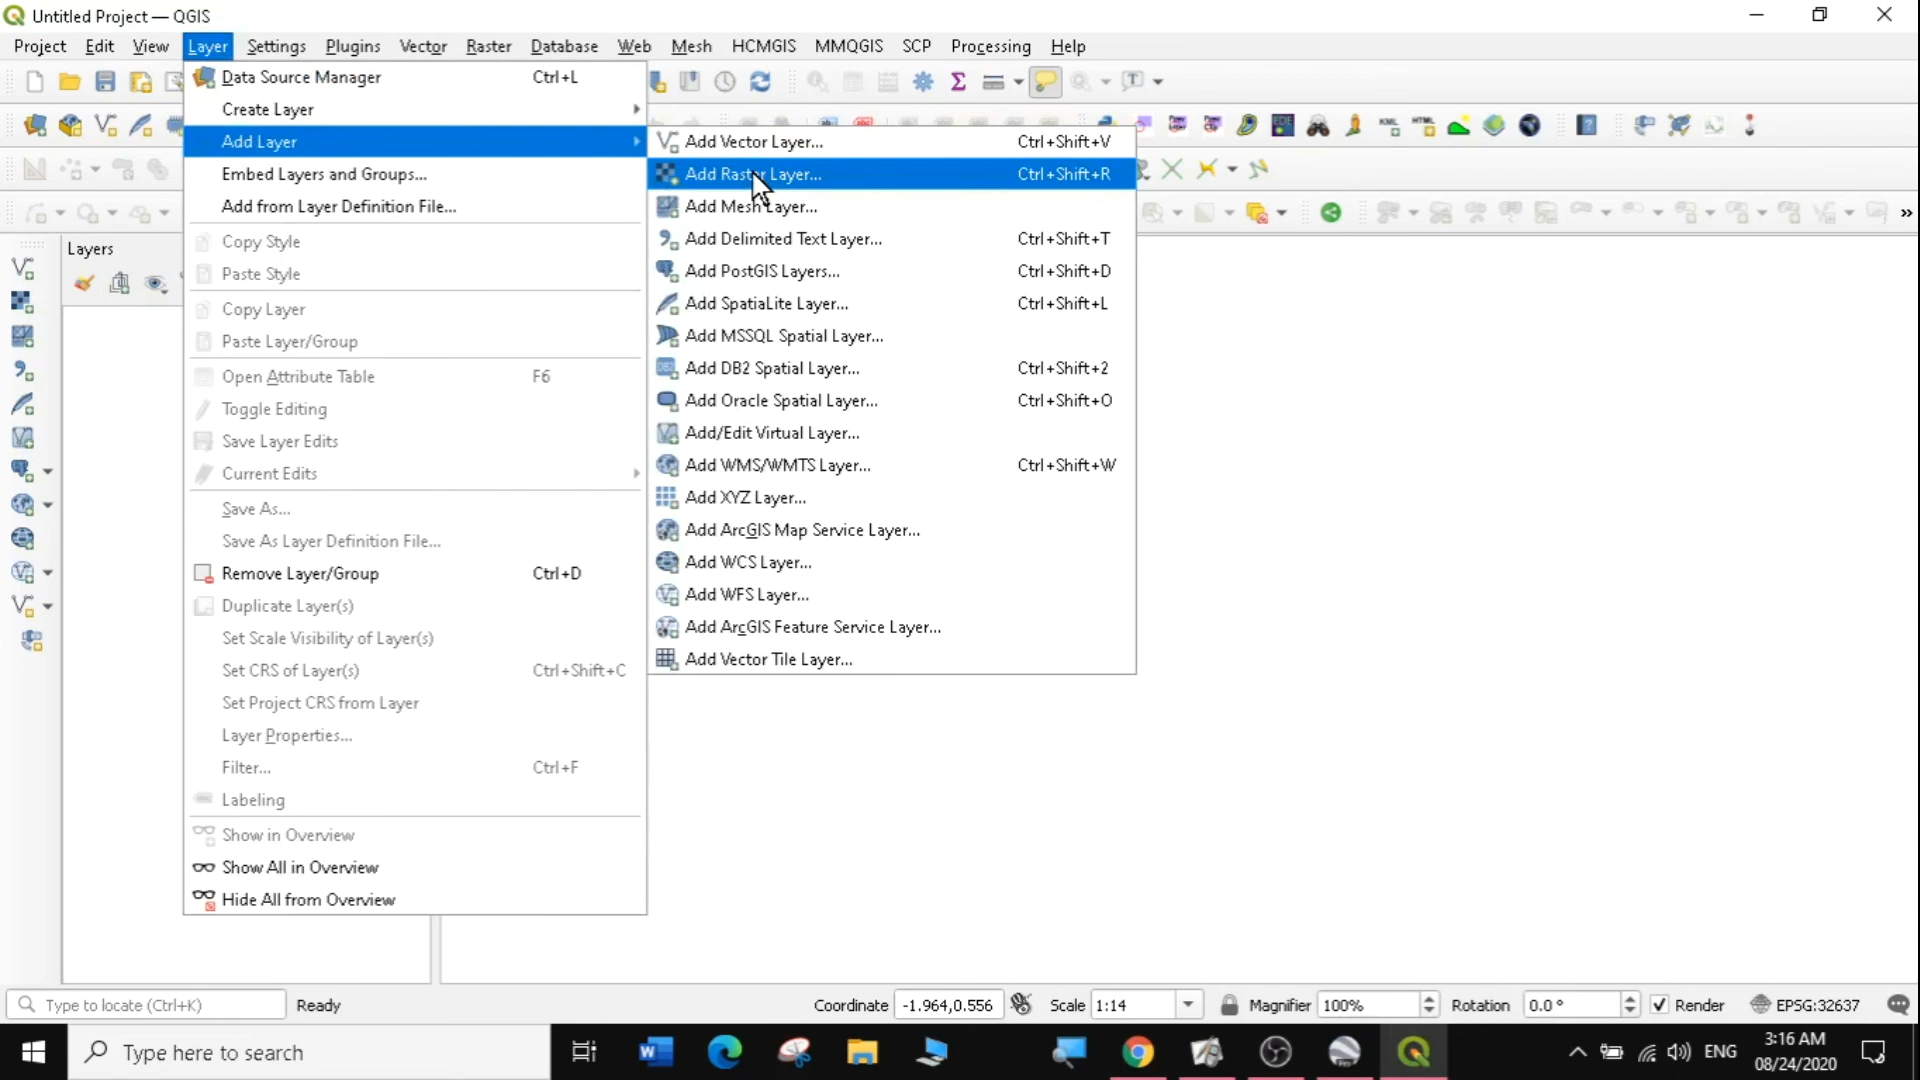 Untitled Project — QGIS
Project Edit View Layer Settings Plugins Vector Raster Database Web Mesh HCMGIS MMQGIS SCP Processing Help
Data Source Manager Ctrl+L
Create Layer
Add Layer
Embed Layers and Groups...
Add from Layer Definition File...
Copy Style
Paste Style
Copy Layer
Paste Layer/Group
Open Attribute Table F6
Toggle Editing
Save Layer Edits
Current Edits
Save As...
Save As Layer Definition File...
Remove Layer/Group Ctrl+D
Duplicate Layer(s)
Set Scale Visibility of Layer(s)
Set CRS of Layer(s) Ctrl+Shift+C
Set Project CRS from Layer
Layer Properties...
Filter... Ctrl+F
Labeling
Show in Overview
Show All in Overview
Hide All from Overview
Add Vector Layer... Ctrl+Shift+V
Add Raster Layer... Ctrl+Shift+R
Add Mesh Layer...
Add Delimited Text Layer... Ctrl+Shift+T
Add PostGIS Layers... Ctrl+Shift+D
Add SpatiaLite Layer... Ctrl+Shift+L
Add MSSQL Spatial Layer...
Add DB2 Spatial Layer... Ctrl+Shift+2
Add Oracle Spatial Layer... Ctrl+Shift+O
Add/Edit Virtual Layer...
Add WMS/WMTS Layer... Ctrl+Shift+W
Add XYZ Layer...
Add ArcGIS Map Service Layer...
Add WCS Layer...
Add WFS Layer...
Add ArcGIS Feature Service Layer...
Add Vector Tile Layer...
Layers
Type to locate (Ctrl+K) Ready Coordinate -1.964,0.556 Scale 1:14 Magnifier 100% Rotation 0.0 ° Render EPSG:32637
Type here to search ENG 3:16 AM
08/24/2020